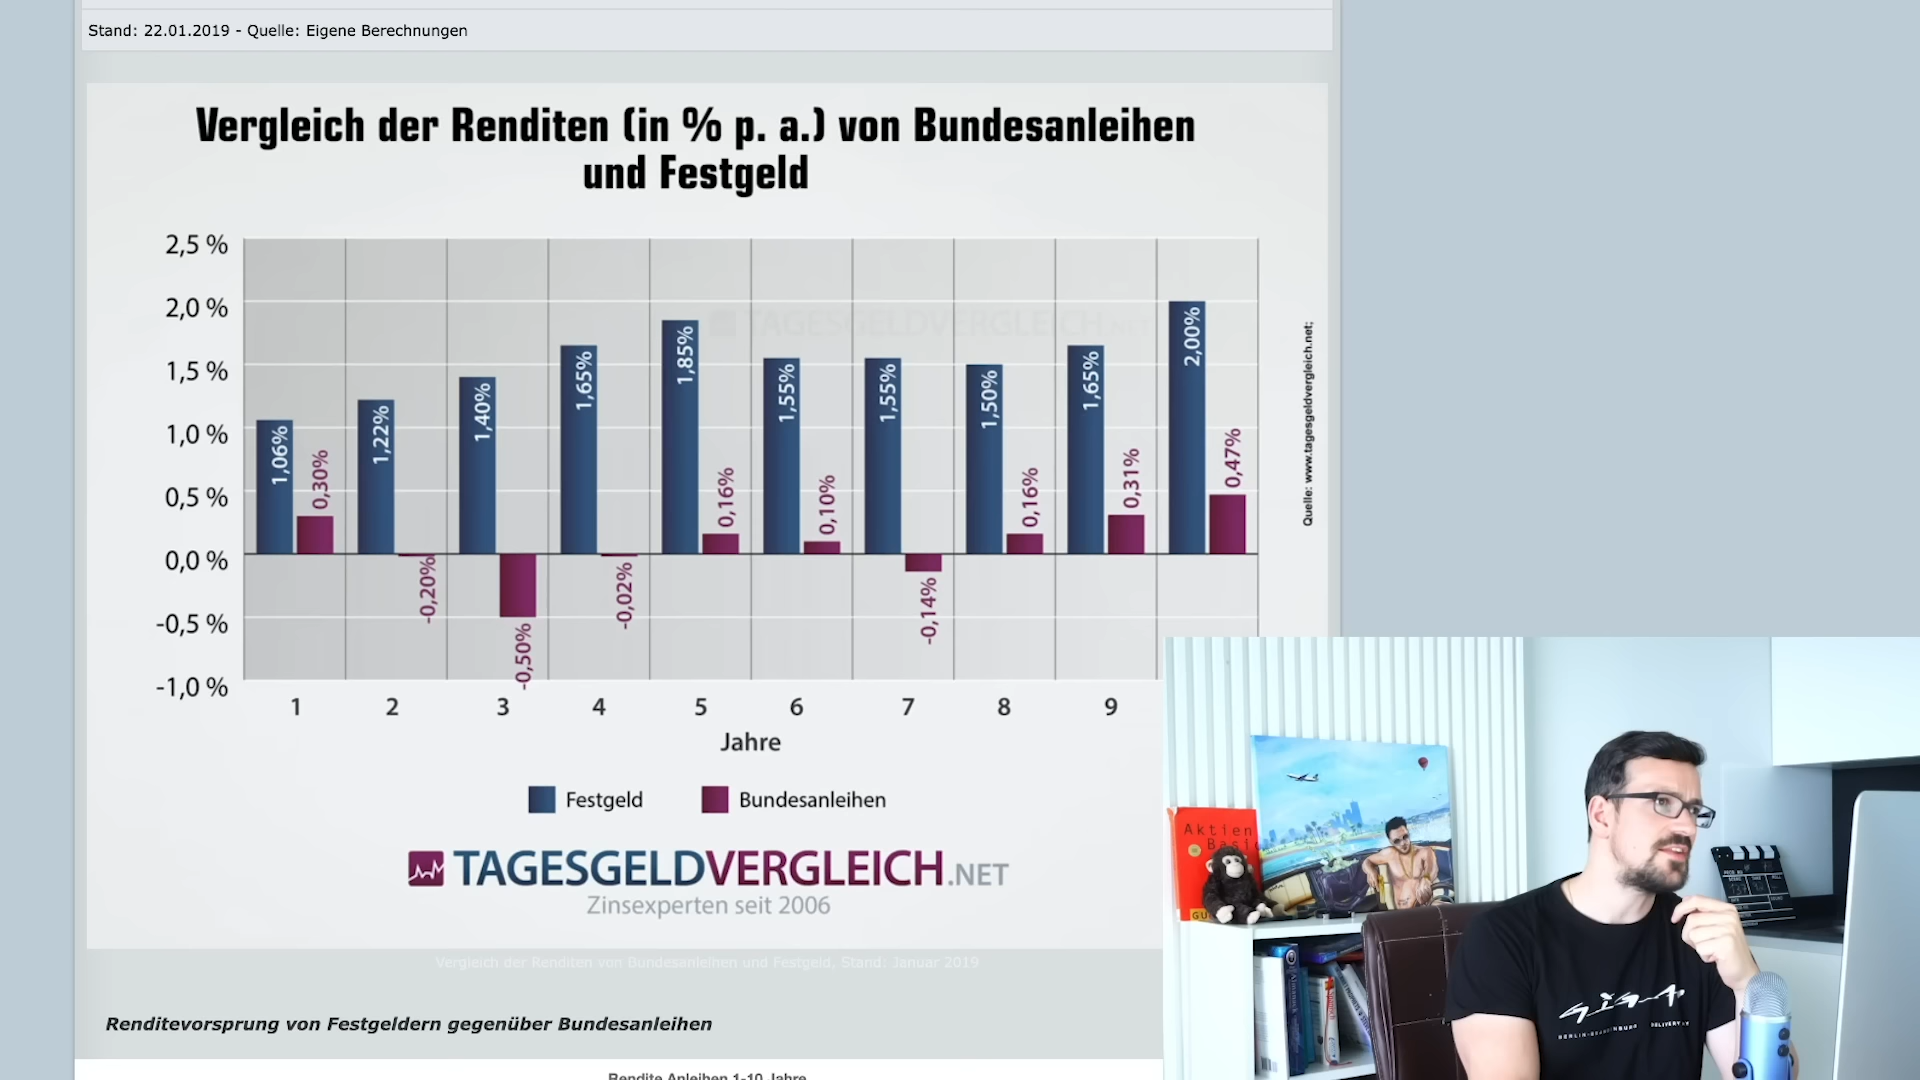 Stand: 22.01.2019 - Quelle: Eigene Berechnungen
Vergleich der Renditen (in % p. a.) von Bundesanleihen
und Festgeld
TAGESGELDVERGLEICH.NET
2,5 %
2,0 %
1,5 %
1,0 %
0,5 %
0,0 %
-0,5 %
-1,0 %
1,06%
0,30%
1,22%
-0,20%
1,40%
-0,50%
1,65%
-0,02%
1,85%
0,16%
1,55%
0,10%
1,55%
-0,14%
1,50%
0,16%
1,65%
0,31%
2,00%
0,47%
1 2 3 4 5 6 7 8 9
Jahre
Festgeld Bundesanleihen
Quelle: www.tagesgeldvergleich.net;
TAGESGELDVERGLEICH.NET
Zinsexperten seit 2006
Vergleich der Renditen von Bundesanleihen und Festgeld, Stand: Januar 2019
Renditevorsprung von Festgeldern gegenüber Bundesanleihen
Rendite Anleihen 1-10 Jahre
Aktien
GU